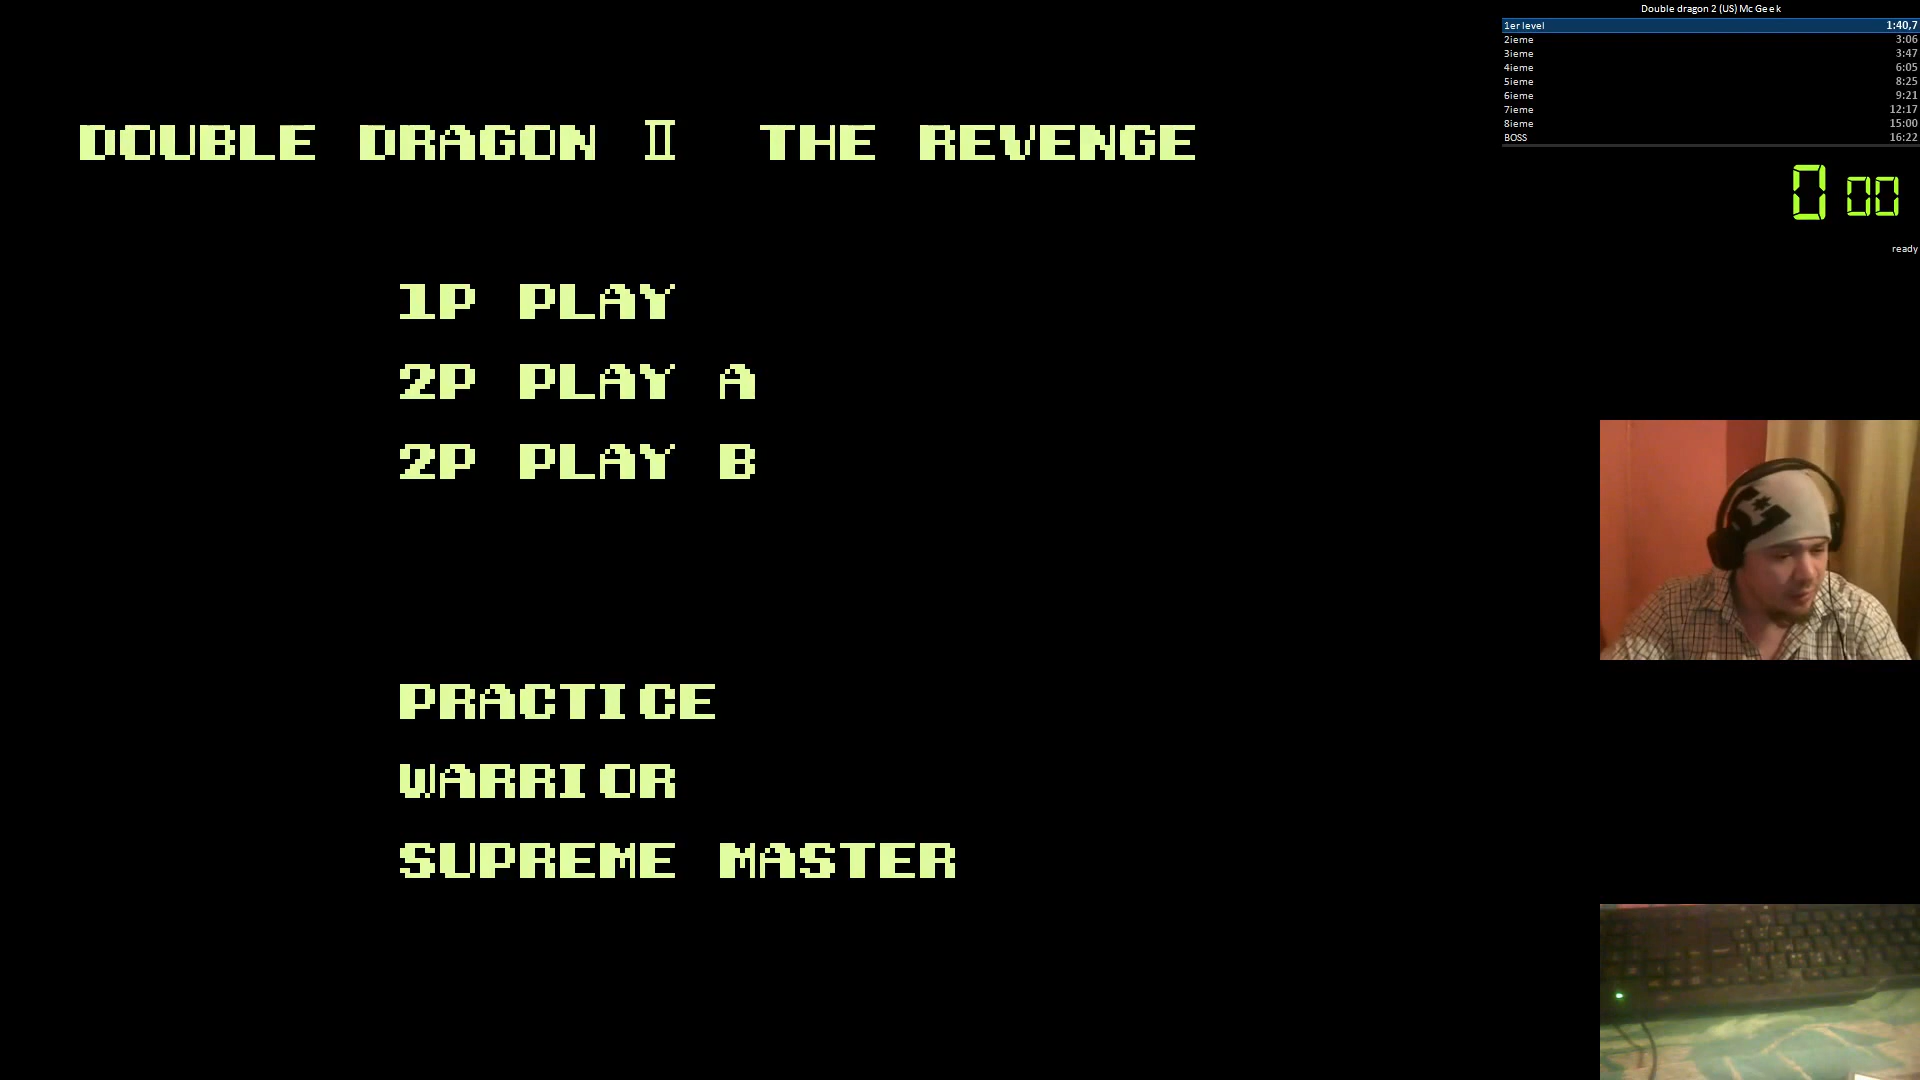 DOUBLE DRAGON II THE REVENGE
1P PLAY
2P PLAY A
2P PLAY B
PRACTICE
WARRIOR
SUPREME MASTER
Double dragon 2 (US) Mc Geek
1er level 1:40,7
2ieme 3:06
3ieme 3:47
4ieme 6:05
5ieme 8:25
6ieme 9:21
7ieme 12:17
8ieme 15:00
BOSS 16:22
0 00
ready